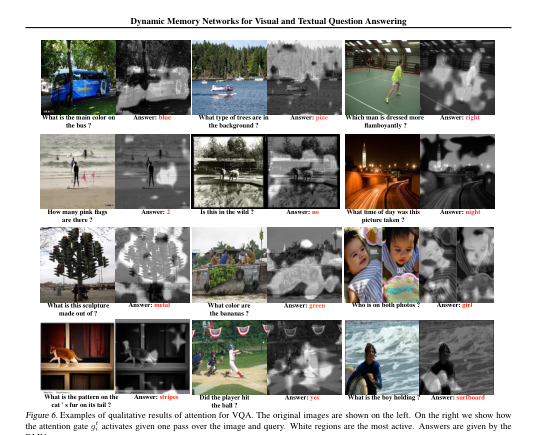 Dynamic Memory Networks for Visual and Textual Question Answering
What is the main color on
the bus ?
Answer: blue
What type of trees are in
the background ?
Answer: pine
Which man is dressed more
flamboyantly ?
Answer: right
How many pink flags
are there ?
Answer: 2
Is this in the wild ?
Answer: no
What time of day was this
picture taken ?
Answer: night
What is this sculpture
made out of ?
Answer: metal
What color are
the bananas ?
Answer: green
Who is on both photos ?
Answer: girl
What is the pattern on the
cat ' s fur on its tail ?
Answer: stripes
Did the player hit
the ball ?
Answer: yes
What is the boy holding ?
Answer: surfboard
Figure 6. Examples of qualitative results of attention for VQA. The original images are shown on the left. On the right we show how
the attention gate gᵢᵗ activates given one pass over the image and query. White regions are the most active. Answers are given by the